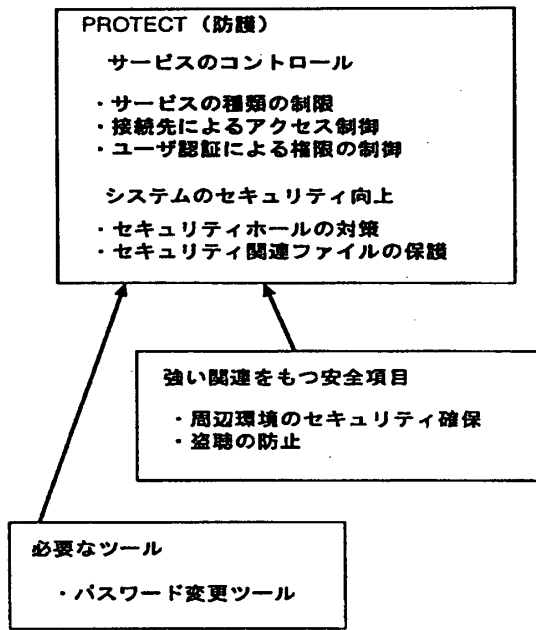 PROTECT（防護）
サービスのコントロール
・サービスの種類の制限
・接続先によるアクセス制御
・ユーザ認証による権限の制御
システムのセキュリティ向上
・セキュリティホールの対策
・セキュリティ関連ファイルの保護
強い関連をもつ安全項目
・周辺環境のセキュリティ確保
・盗聴の防止
必要なツール
・パスワード変更ツール